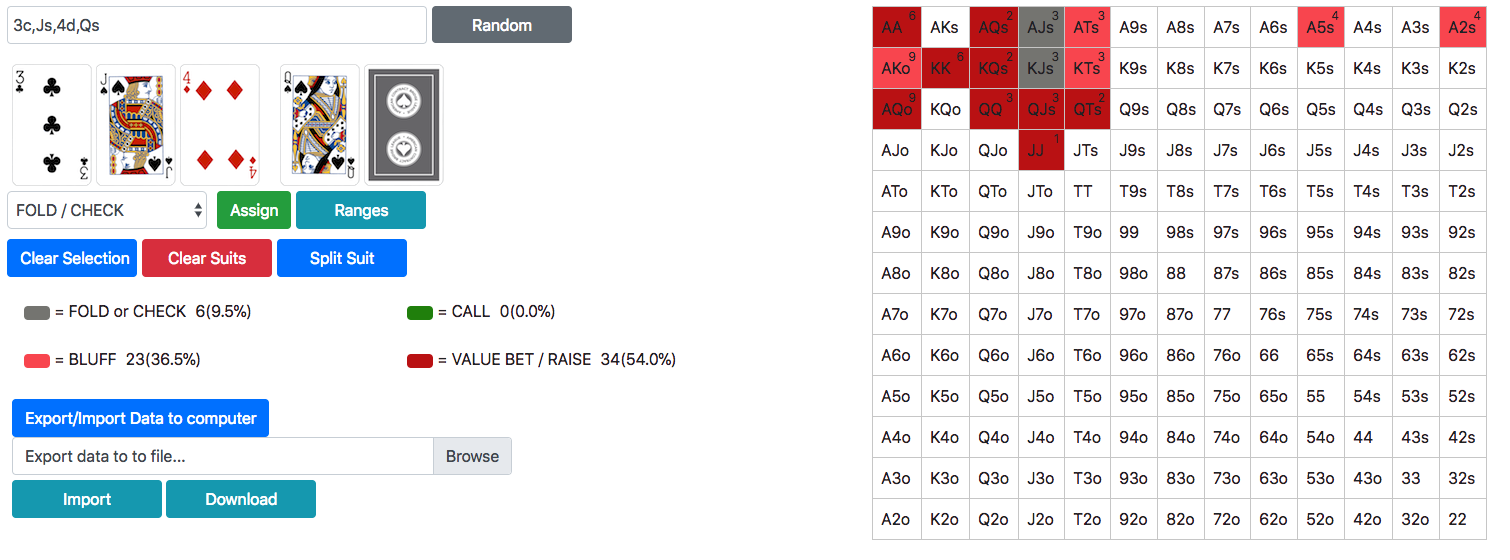 3c,Js,4d,Qs
Random
3 J 4 Q
3 J 4 Q
FOLD / CHECK Assign Ranges
Clear Selection Clear Suits Split Suit
= FOLD or CHECK 6(9.5%) = CALL 0(0.0%)
= BLUFF 23(36.5%) = VALUE BET / RAISE 34(54.0%)
Export/Import Data to computer
Export data to to file... Browse
Import Download
AA 6 AKs AQs 2 AJs 3 ATs 3 A9s A8s A7s A6s A5s 4 A4s A3s A2s 4
AKo 9 KK 6 KQs 2 KJs 3 KTs 3 K9s K8s K7s K6s K5s K4s K3s K2s
AQo 9 KQo QQ 3 QJs 3 QTs 2 Q9s Q8s Q7s Q6s Q5s Q4s Q3s Q2s
AJo KJo QJo JJ 1 JTs J9s J8s J7s J6s J5s J4s J3s J2s
ATo KTo QTo JTo TT T9s T8s T7s T6s T5s T4s T3s T2s
A9o K9o Q9o J9o T9o 99 98s 97s 96s 95s 94s 93s 92s
A8o K8o Q8o J8o T8o 98o 88 87s 86s 85s 84s 83s 82s
A7o K7o Q7o J7o T7o 97o 87o 77 76s 75s 74s 73s 72s
A6o K6o Q6o J6o T6o 96o 86o 76o 66 65s 64s 63s 62s
A5o K5o Q5o J5o T5o 95o 85o 75o 65o 55 54s 53s 52s
A4o K4o Q4o J4o T4o 94o 84o 74o 64o 54o 44 43s 42s
A3o K3o Q3o J3o T3o 93o 83o 73o 63o 53o 43o 33 32s
A2o K2o Q2o J2o T2o 92o 82o 72o 62o 52o 42o 32o 22